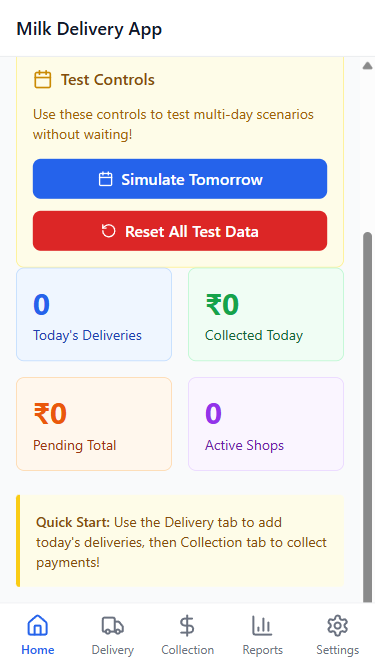 Milk Delivery App
Test Controls
Use these controls to test multi-day scenarios
without waiting!
Simulate Tomorrow
Reset All Test Data
0
Today's Deliveries
₹0
Collected Today
₹0
Pending Total
0
Active Shops
Quick Start: Use the Delivery tab to add
today's deliveries, then Collection tab to collect
payments!
Home
Delivery
Collection
Reports
Settings